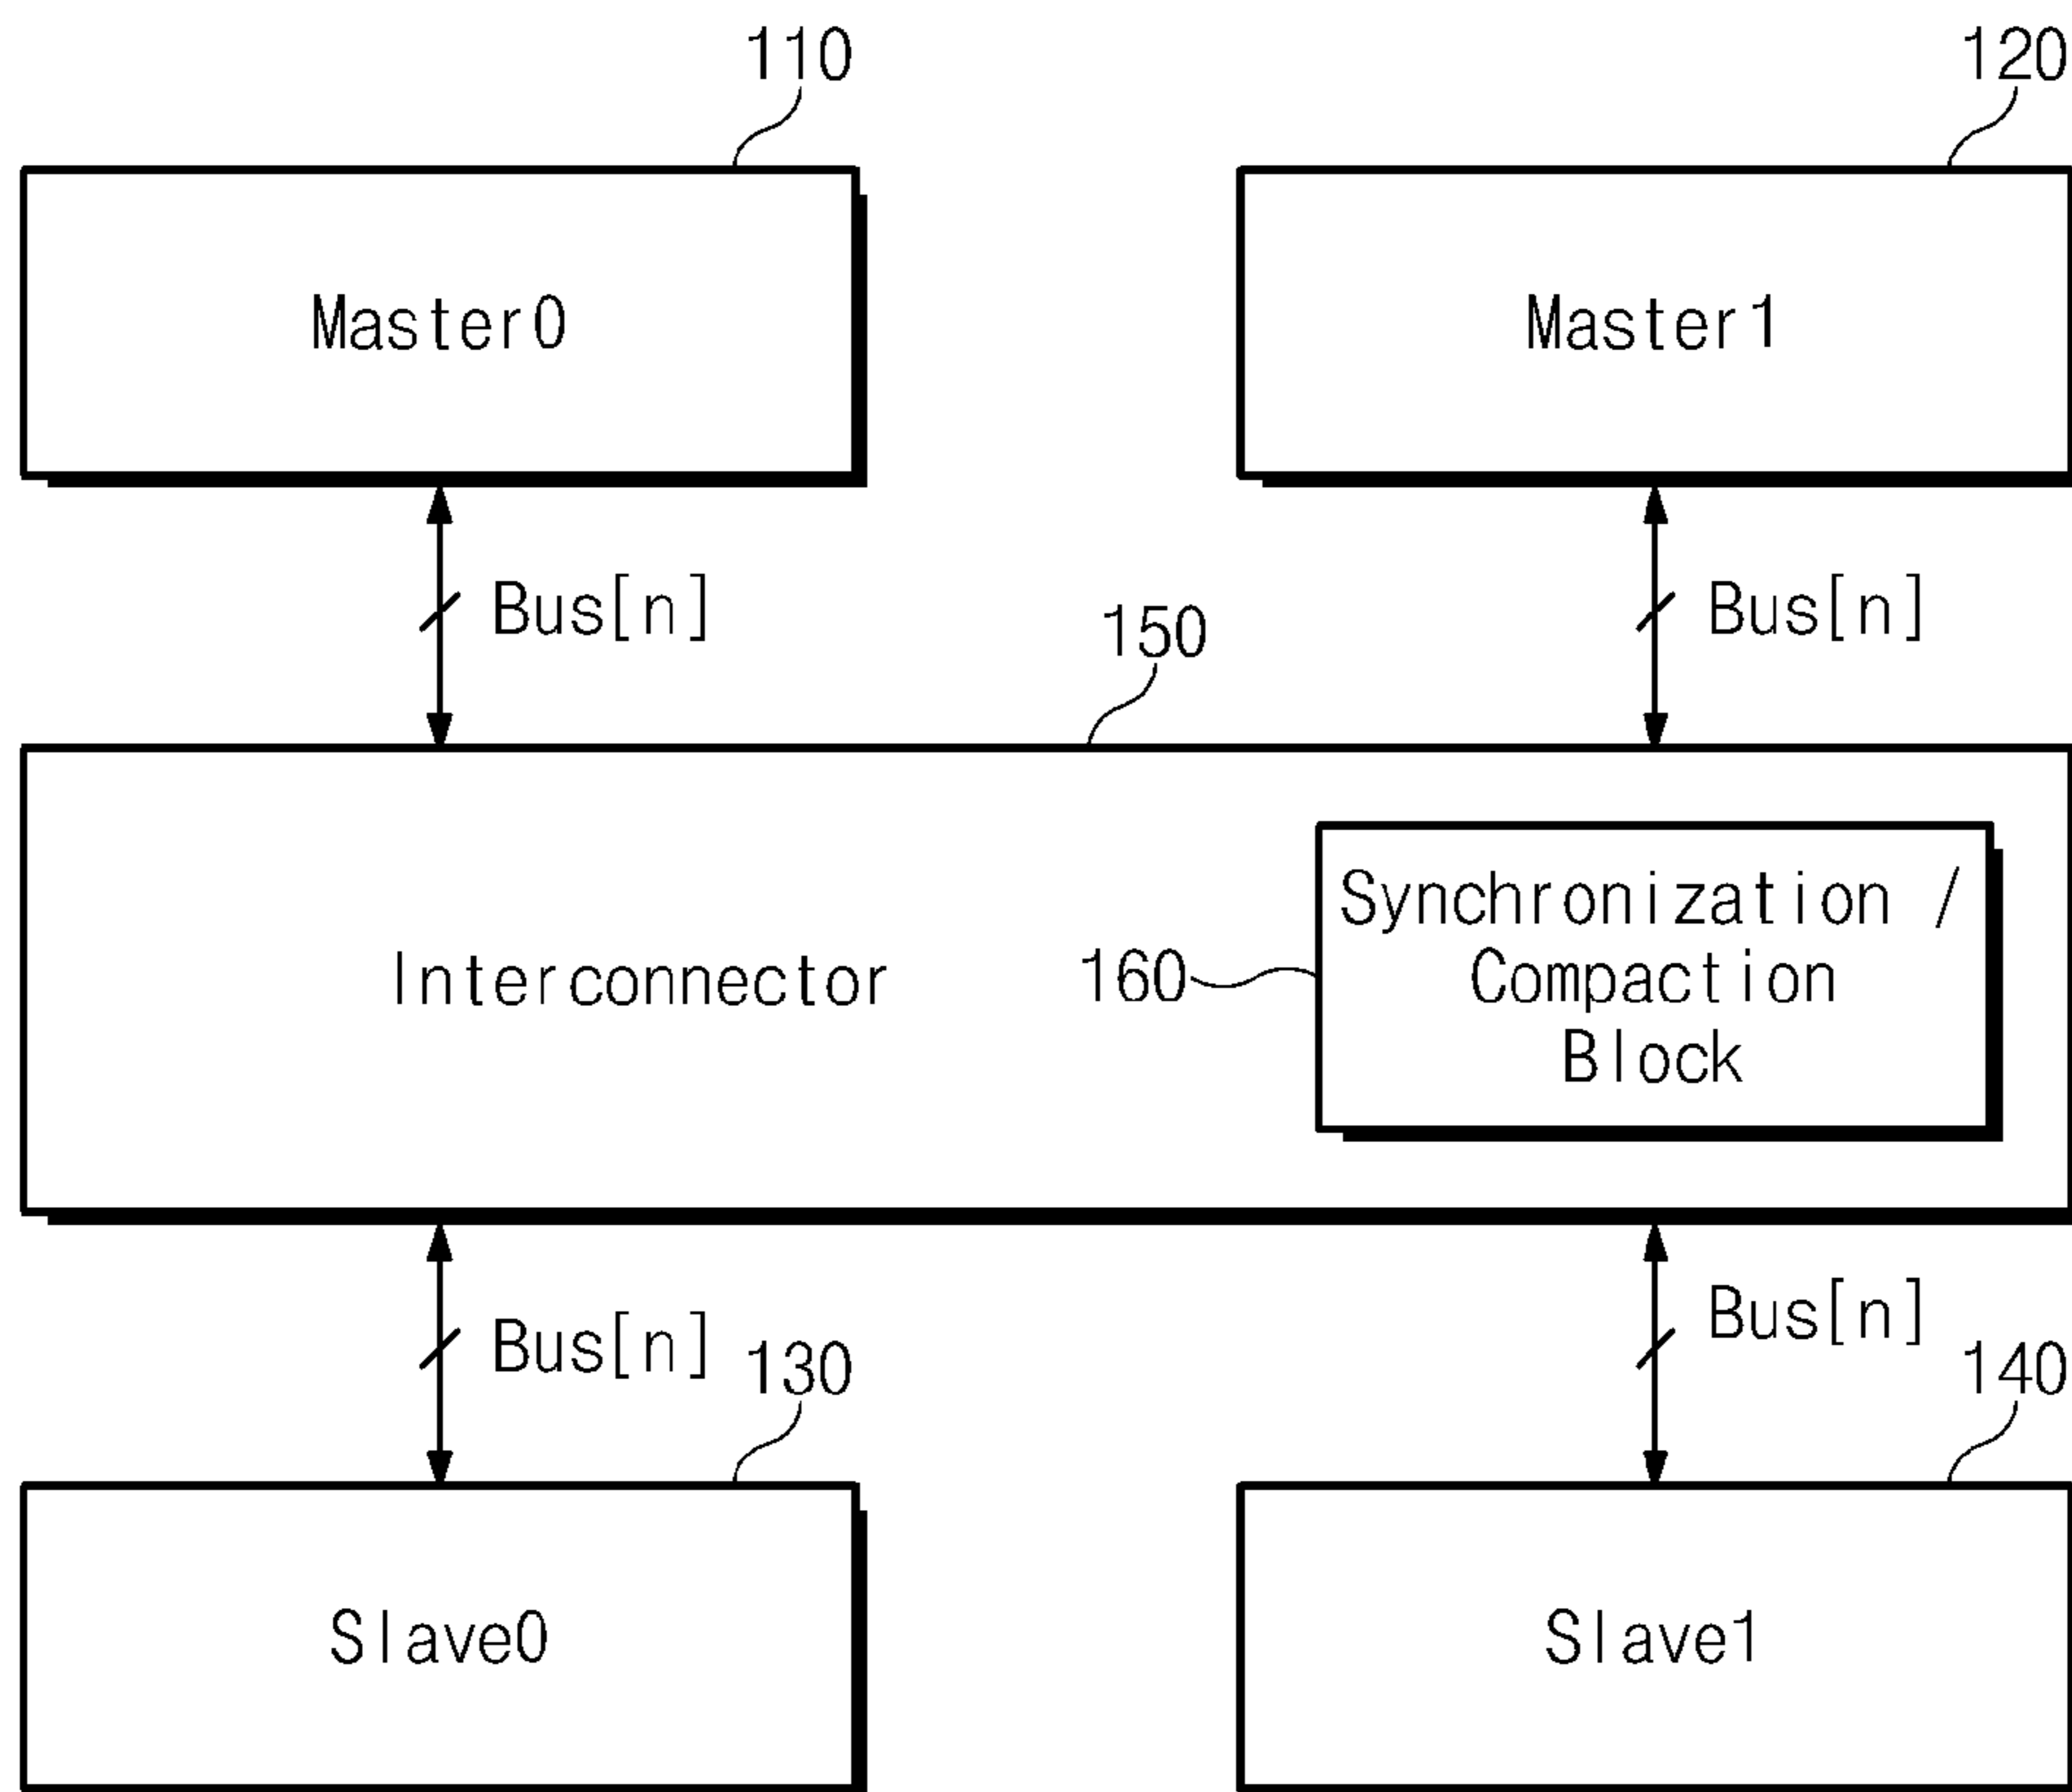 110
120
Master0
Master1
Bus[n]
Bus[n]
150
Interconnector
160
Synchronization /
Compaction
Block
Bus[n]
Bus[n]
130
140
Slave0
Slave1